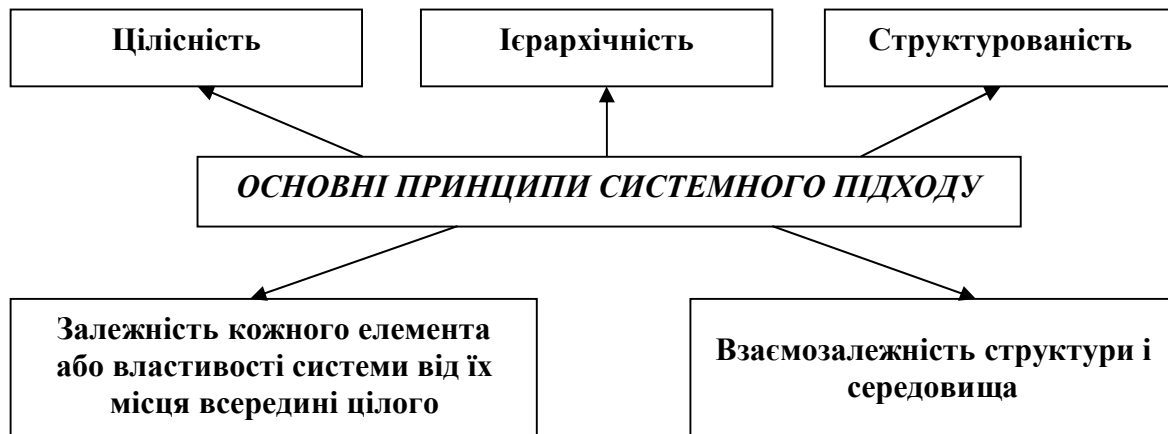 Цілісність
Ієрархічність
Структурованість
ОСНОВНІ ПРИНЦИПИ СИСТЕМНОГО ПІДХОДУ
Залежність кожного елемента
або властивості системи від їх
місця всередині цілого
Взаємозалежність структури і
середовища